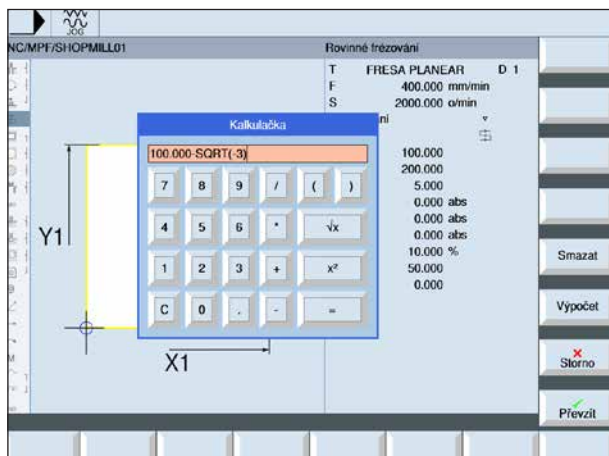 JOG
NC/MPF/SHOPMILL01
Rovinné frézování
T FRESA PLANEAR D 1
F 400.000 mm/min
S 2000.000 o/min
Kalkulačka
100.000-SQRT(-3)
7 8 9 / ( )
4 5 6 * √x
1 2 3 + x²
C 0 . - =
100.000
200.000
5.000
0.000 abs
0.000 abs
0.000 abs
10.000 %
50.000
0.000
Y1
X1
Smazat
Výpočet
Storno
Převzít